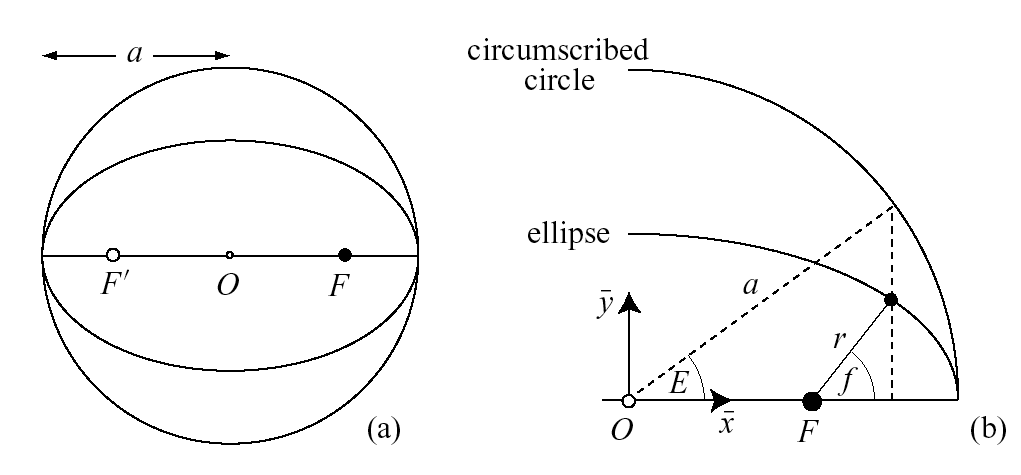 a
F′
O
F
(a)
circumscribed
circle
ellipse
a
ȳ
r
E
f
O
x̄
F
(b)